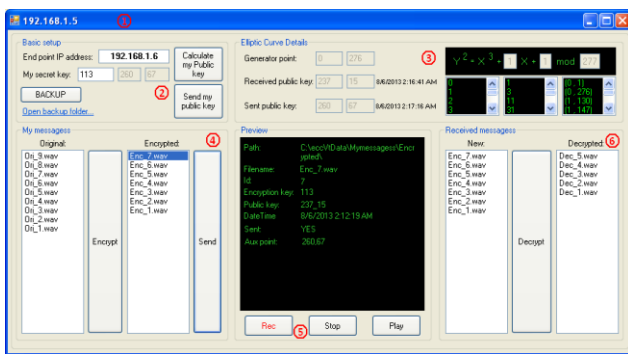 192.168.1.5
1
Basic setup
End point IP address: 192.168.1.6
My secret key: 113 260 67
BACKUP
Open backup folder...
2
Calculate my Public key
Send my public key
Elliptic Curve Details
Generator point: 0 276
Received public key: 237 15 8/6/2013 2:16:41 AM
Sent public key: 260 67 8/6/2013 2:17:16 AM
3
Y 2 = X 3 + 1 X + 1 mod 277
0 1 (0, 1)
1 3 (0, 276)
2 11 (1, 130)
3 31 (1, 147)
My messagess
Original:
Ori_9.wav
Ori_8.wav
Ori_7.wav
Ori_6.wav
Ori_5.wav
Ori_4.wav
Ori_3.wav
Ori_2.wav
Ori_1.wav
Encrypt
Encrypted:
4
Enc_7.wav
Enc_6.wav
Enc_5.wav
Enc_4.wav
Enc_3.wav
Enc_2.wav
Enc_1.wav
Send
Preview
Path: C:\eccVtData\Mymessagess\Encrypted\
Filename: Enc_7.wav
Id: 7
Encryption key: 113
Public key: 237_15
DateTime: 8/6/2013 2:12:19 AM
Sent: YES
Aux point: 260,67
Rec
5
Stop
Play
Received messagess
New:
Enc_7.wav
Enc_6.wav
Enc_5.wav
Enc_4.wav
Enc_3.wav
Enc_2.wav
Enc_1.wav
Decrypt
Decrypted:
6
Dec_5.wav
Dec_4.wav
Dec_3.wav
Dec_2.wav
Dec_1.wav